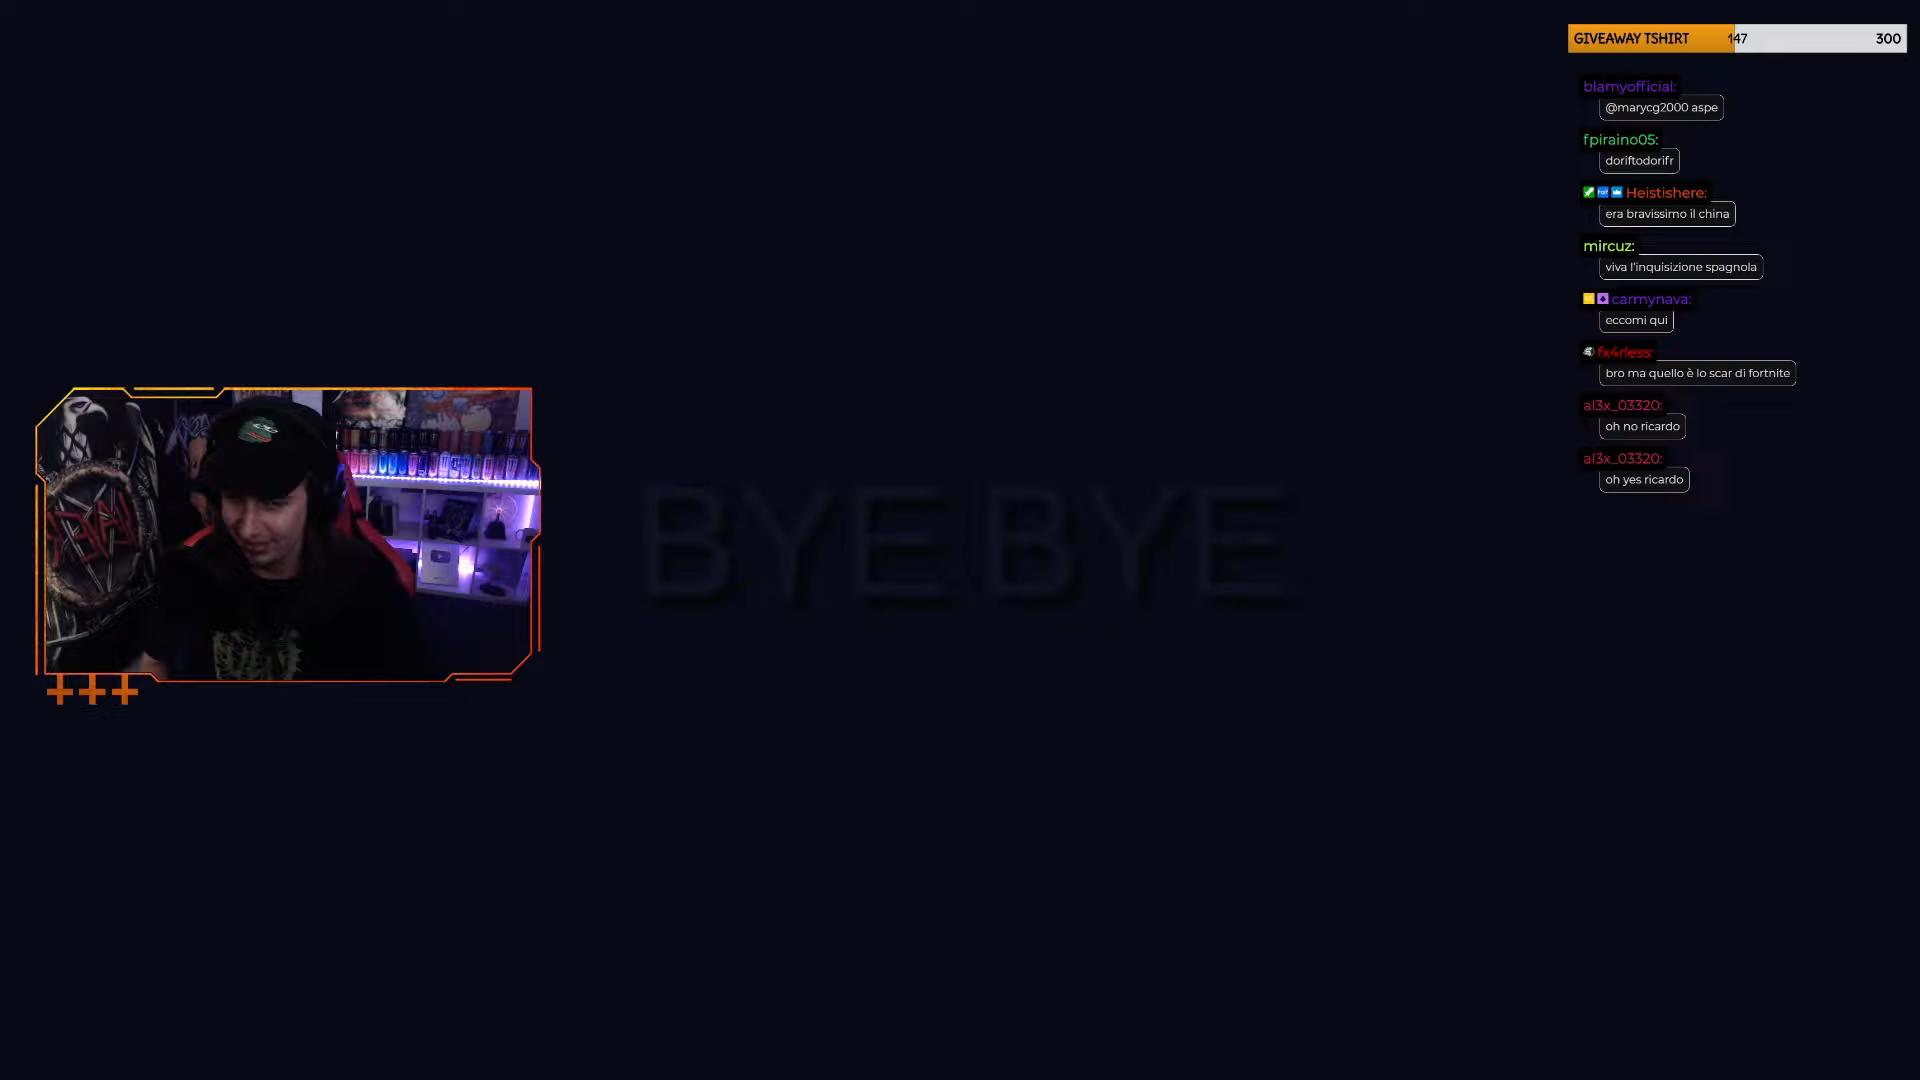 GIVEAWAY TSHIRT 147 300
blamyofficial:
@marycg2000 aspe
fpiraino05:
doriftodorifr
Heistishere:
era bravissimo il china
mircuz:
viva l'inquisizione spagnola
carmynava:
eccomi qui
fx4rless:
bro ma quello è lo scar di fortnite
al3x_03320:
oh no ricardo
al3x_03320:
oh yes ricardo
BYE BYE